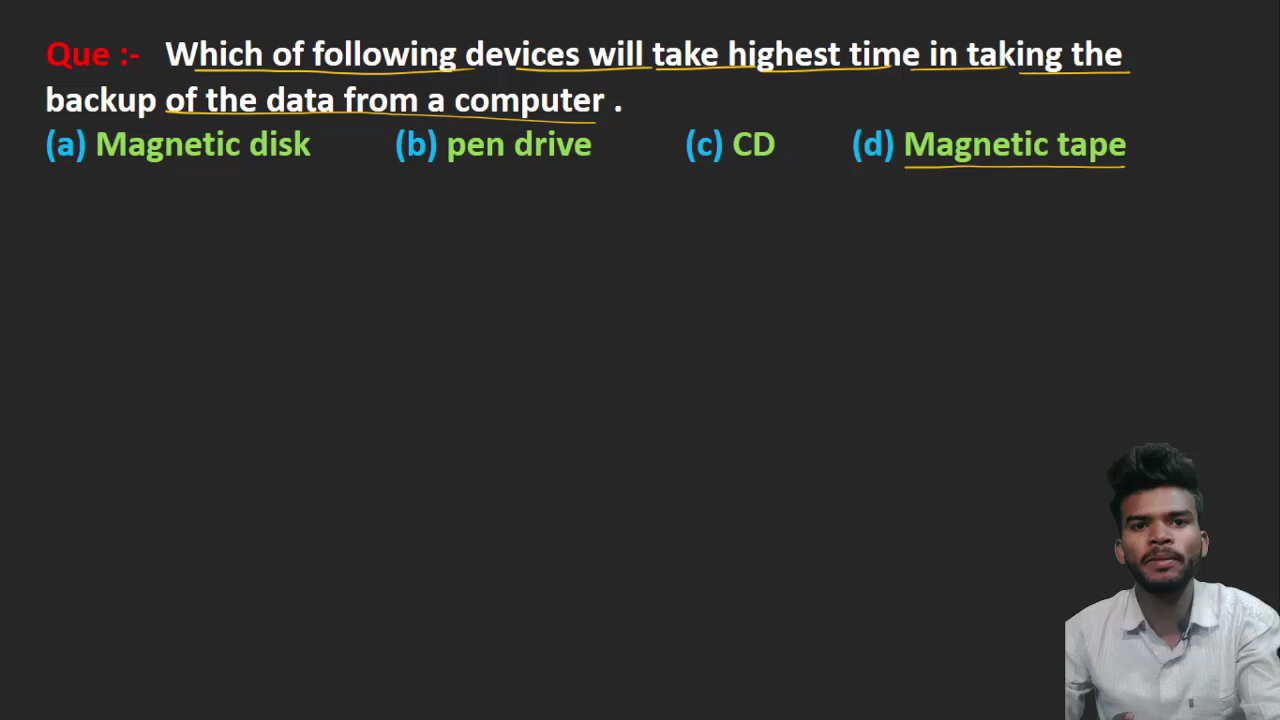 Que :- Which of following devices will take highest time in taking the
backup of the data from a computer .
(a) Magnetic disk (b) pen drive (c) CD (d) Magnetic tape